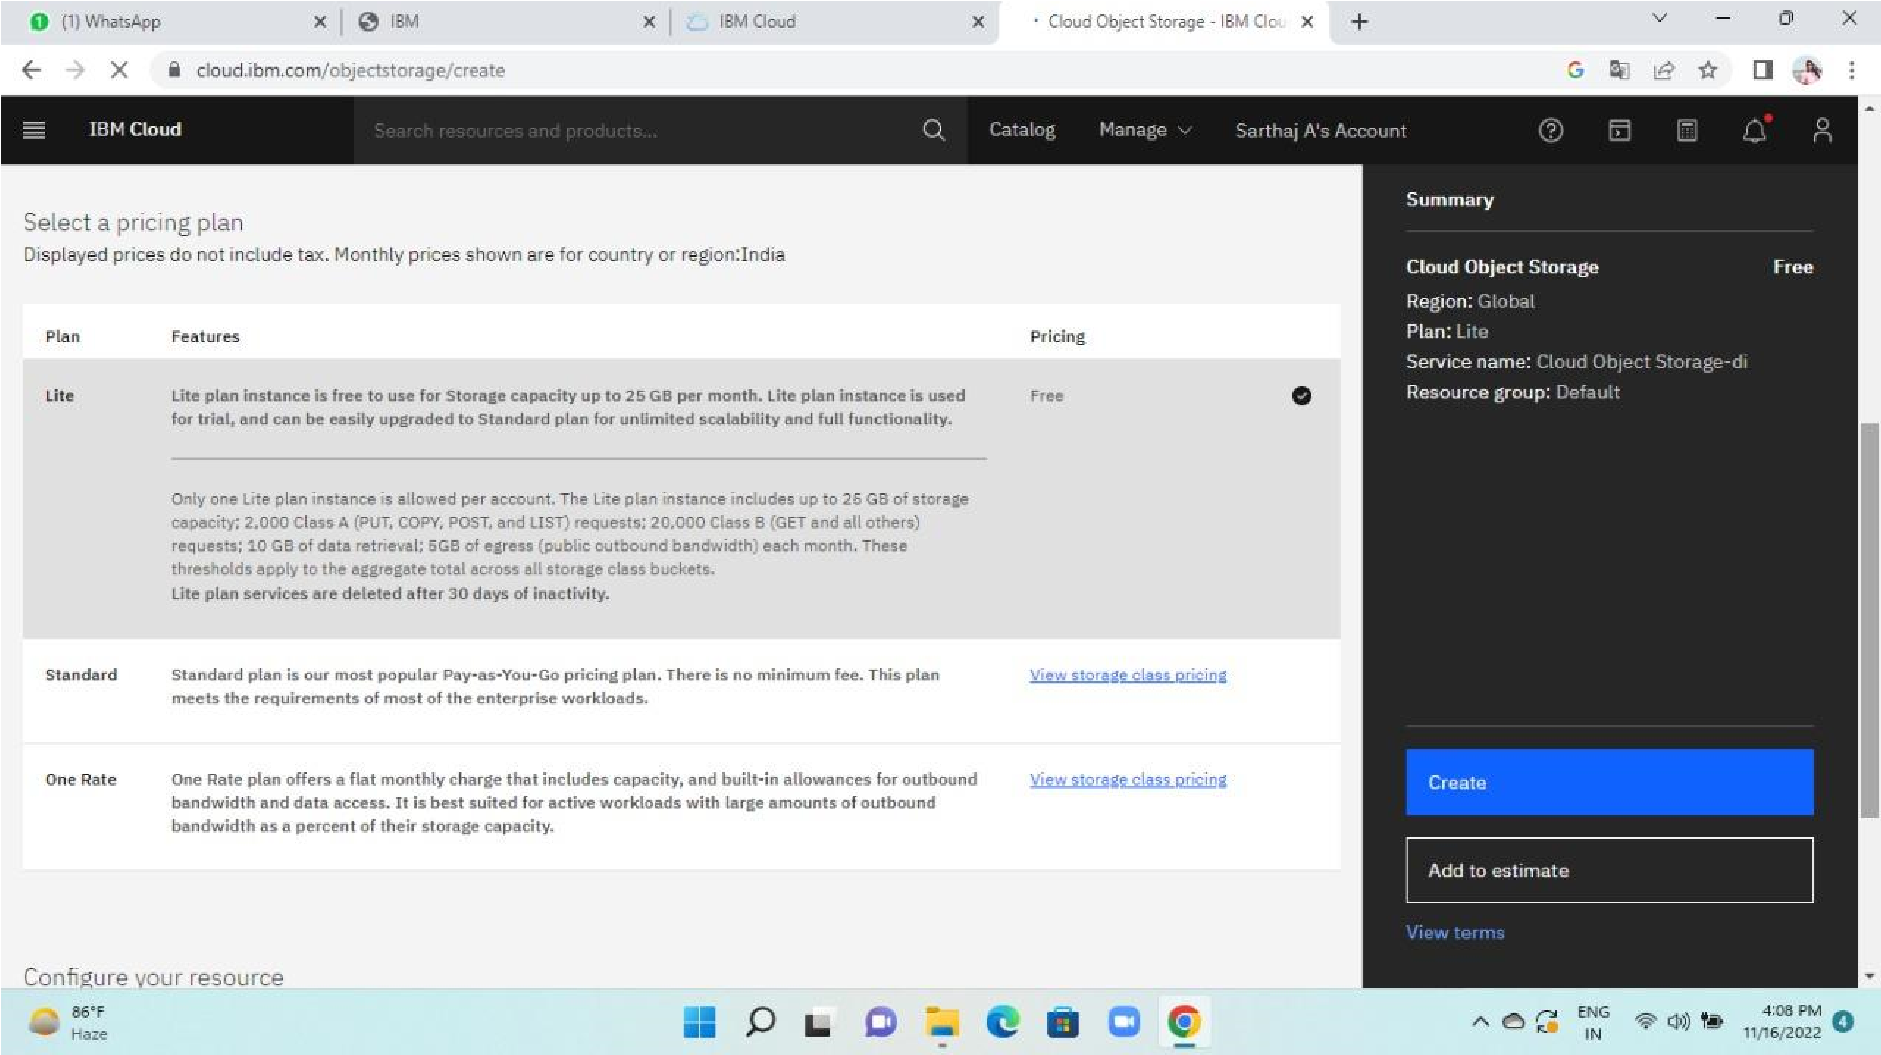 1 (1) WhatsApp
IBM
IBM Cloud
Cloud Object Storage - IBM Clou
cloud.ibm.com/objectstorage/create
IBM Cloud
Search resources and products...
Catalog
Manage
Sarthaj A's Account
Select a pricing plan
Displayed prices do not include tax. Monthly prices shown are for country or region:India
Plan
Features
Pricing
Lite
Lite plan instance is free to use for Storage capacity up to 25 GB per month. Lite plan instance is used
for trial, and can be easily upgraded to Standard plan for unlimited scalability and full functionality.
Free
Only one Lite plan instance is allowed per account. The Lite plan instance includes up to 25 GB of storage
capacity; 2,000 Class A (PUT, COPY, POST, and LIST) requests; 20,000 Class B (GET and all others)
requests; 10 GB of data retrieval; 5GB of egress (public outbound bandwidth) each month. These
thresholds apply to the aggregate total across all storage class buckets.
Lite plan services are deleted after 30 days of inactivity.
Standard
Standard plan is our most popular Pay-as-You-Go pricing plan. There is no minimum fee. This plan
meets the requirements of most of the enterprise workloads.
View storage class pricing
One Rate
One Rate plan offers a flat monthly charge that includes capacity, and built-in allowances for outbound
bandwidth and data access. It is best suited for active workloads with large amounts of outbound
bandwidth as a percent of their storage capacity.
View storage class pricing
Configure your resource
Summary
Cloud Object Storage Free
Region: Global
Plan: Lite
Service name: Cloud Object Storage-di
Resource group: Default
Create
Add to estimate
View terms
86°F
Haze
ENG
IN
4:08 PM
11/16/2022
4